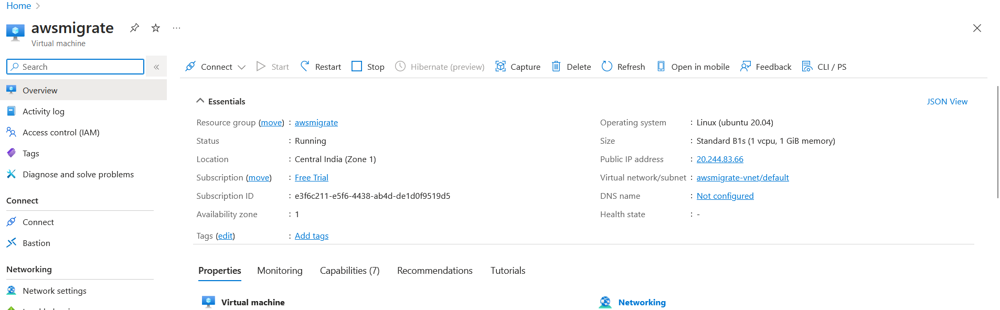 Home
awsmigrate
Virtual machine
Search
Connect
Start
Restart
Stop
Hibernate (preview)
Capture
Delete
Refresh
Open in mobile
Feedback
CLI / PS
Overview
Activity log
Access control (IAM)
Tags
Diagnose and solve problems
Connect
Connect
Bastion
Networking
Network settings
Essentials
JSON View
Resource group (move) : awsmigrate
Status : Running
Location : Central India (Zone 1)
Subscription (move) : Free Trial
Subscription ID : e3f6c211-e5f6-4438-ab4d-de1d0f9519d5
Availability zone : 1
Tags (edit) : Add tags
Operating system : Linux (ubuntu 20.04)
Size : Standard B1s (1 vcpu, 1 GiB memory)
Public IP address : 20.244.83.66
Virtual network/subnet : awsmigrate-vnet/default
DNS name : Not configured
Health state : -
Properties
Monitoring
Capabilities (7)
Recommendations
Tutorials
Virtual machine
Networking